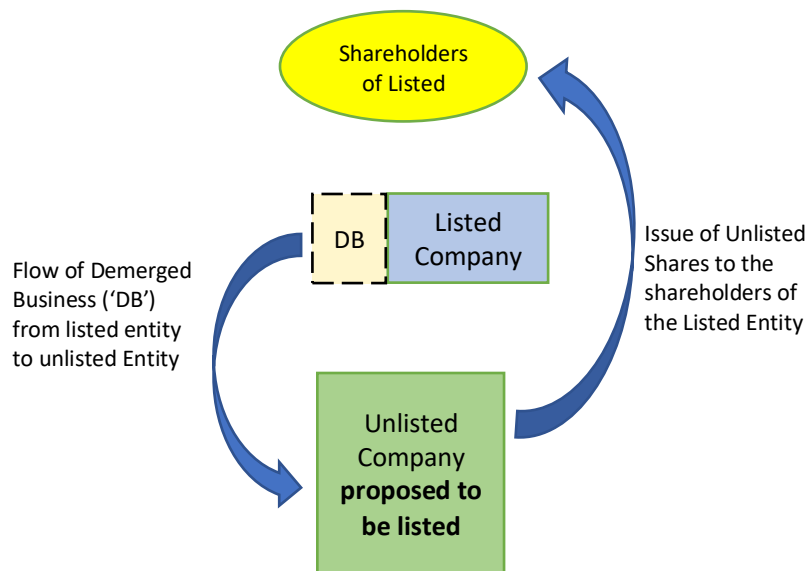 Shareholders
of Listed
DB
Listed
Company
Flow of Demerged
Business (‘DB’)
from listed entity
to unlisted Entity
Issue of Unlisted
Shares to the
shareholders of
the Listed Entity
Unlisted
Company
proposed to
be listed